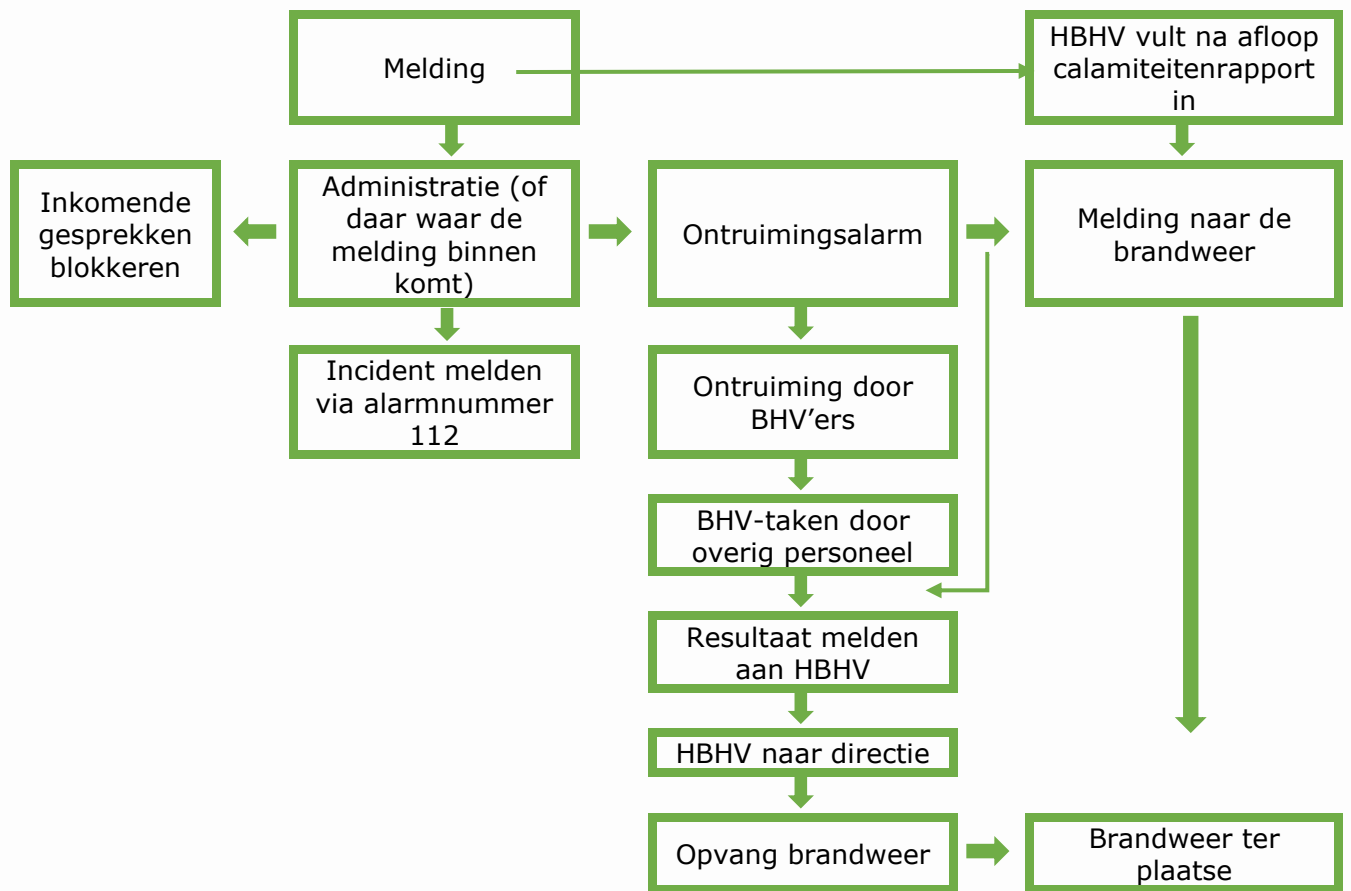 Melding
HBHV vult na afloop
calamiteitenrapport
in
Inkomende
gesprekken
blokkeren
Administratie (of
daar waar de
melding binnen
komt)
Ontruimingsalarm
Melding naar de
brandweer
Incident melden
via alarmnummer
112
Ontruiming door
BHV’ers
BHV-taken door
overig personeel
Resultaat melden
aan HBHV
HBHV naar directie
Opvang brandweer
Brandweer ter
plaatse